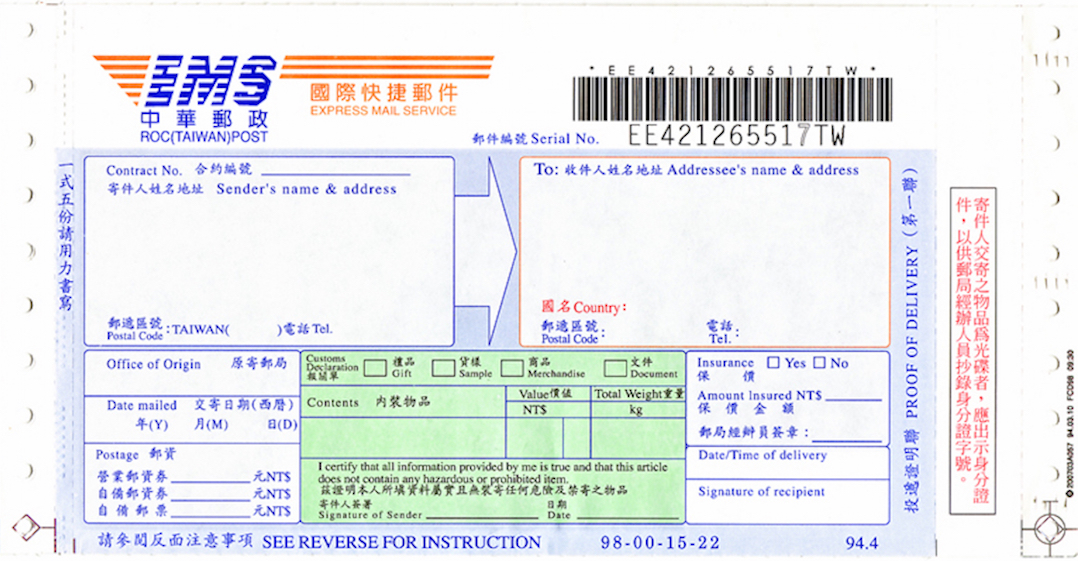 EMS
中華郵政
ROC(TAIWAN)POST
國際快捷郵件
EXPRESS MAIL SERVICE
*EE421265517TW*
郵件編號 Serial No. EE421265517TW
一式五份請用力書寫
Contract No. 合約編號
寄件人姓名地址 Sender's name & address
郵遞區號
Postal Code : TAIWAN( )電話 Tel.
To: 收件人姓名地址 Addressee's name & address
國名 Country:
郵遞區號 電話:
Postal Code: Tel.
投遞證明聯 PROOF OF DELIVERY (第一聯)
寄件人交寄之物品為光碟者，應出示身分證
件，以供郵局經辦人員抄錄身分證字號。
Office of Origin 原寄郵局
Date mailed 交寄日期(西曆)
年(Y) 月(M) 日(D)
Postage 郵資
營業郵資券 元NT$
自備郵資券 元NT$
自備郵票 元NT$
Customs
Declaration
報關單
禮品
Gift
貨樣
Sample
商品
Merchandise
文件
Document
Contents 內裝物品
Value價值
NT$
Total Weight重量
kg
I certify that all information provided by me is true and that this article
does not contain any hazardous or prohibited item.
茲證明本人所填資料屬實且無裝寄任何危險及禁寄之物品
寄件人簽署 日期
Signature of Sender Date
Insurance □ Yes □ No
保價
Amount Insured NT$
保價金額
郵局經辦員簽章:
Date/Time of delivery
Signature of recipient
請參閱反面注意事項 SEE REVERSE FOR INSTRUCTION 98-00-15-22 94.4
© 200703A057 94.03.10 FCD98 09:30